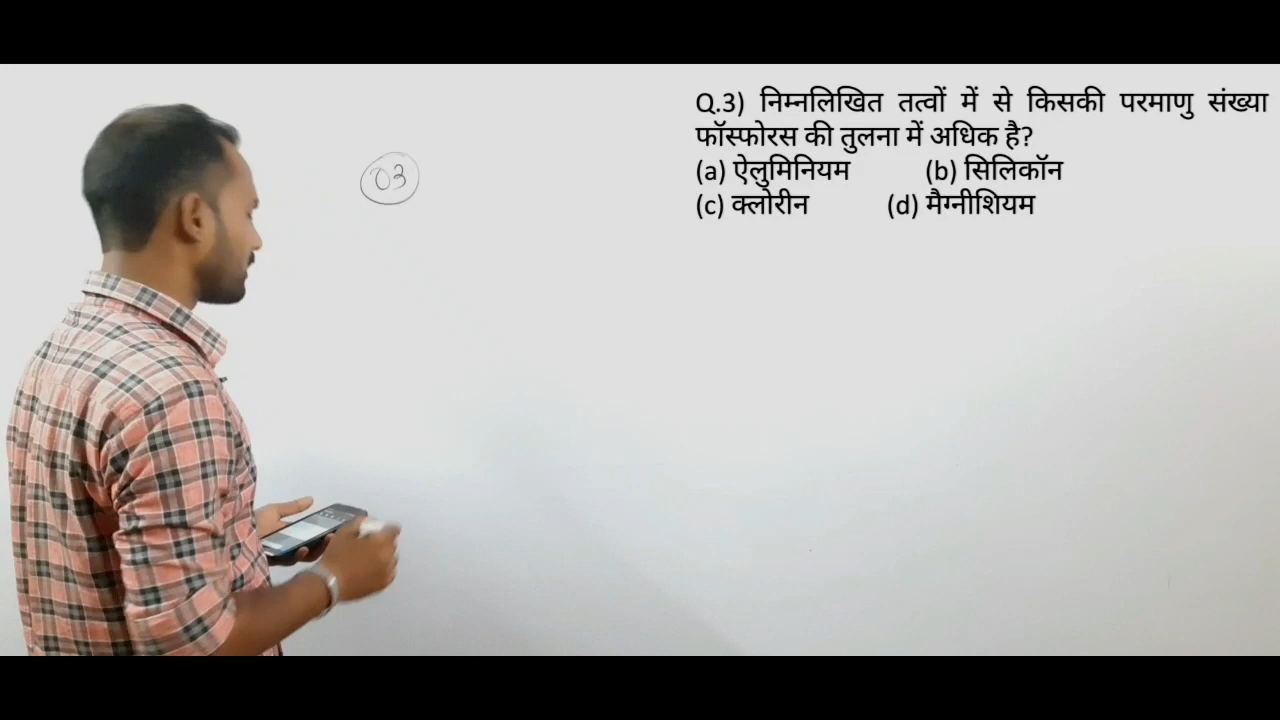 03
Q.3) निम्नलिखित तत्वों में से किसकी परमाणु संख्या
फॉस्फोरस की तुलना में अधिक है?
(a) ऐलुमिनियम (b) सिलिकॉन
(c) क्लोरीन (d) मैग्नीशियम